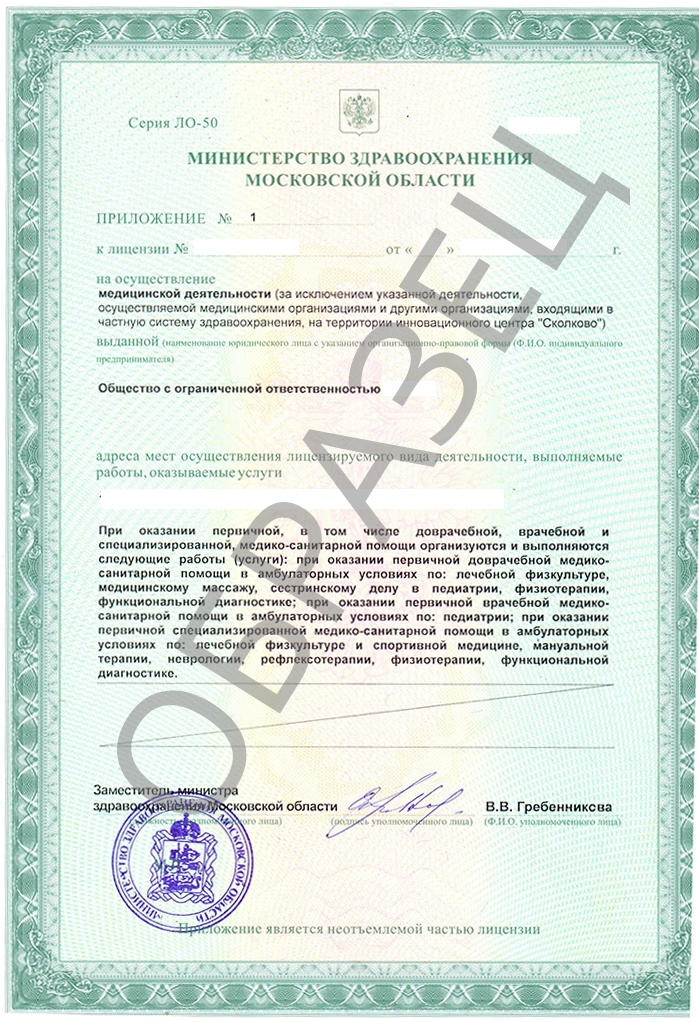 Серия ЛО-50
МИНИСТЕРСТВО ЗДРАВООХРАНЕНИЯ
МОСКОВСКОЙ ОБЛАСТИ
ПРИЛОЖЕНИЕ № 1
к лицензии № от « » г.
на осуществление
медицинской деятельности (за исключением указанной деятельности,
осуществляемой медицинскими организациями и другими организациями, входящими в
частную систему здравоохранения, на территории инновационного центра "Сколково")
выданной (наименование юридического лица с указанием организационно-правовой формы (Ф.И.О. индивидуального
предпринимателя)
Общество с ограниченной ответственностью
адреса мест осуществления лицензируемого вида деятельности, выполняемые
работы, оказываемые услуги
При оказании первичной, в том числе доврачебной, врачебной и
специализированной, медико-санитарной помощи организуются и выполняются
следующие работы (услуги): при оказании первичной доврачебной медико-
санитарной помощи в амбулаторных условиях по: лечебной физкультуре,
медицинскому массажу, сестринскому делу в педиатрии, физиотерапии,
функциональной диагностике; при оказании первичной врачебной медико-
санитарной помощи в амбулаторных условиях по: педиатрии; при оказании
первичной специализированной медико-санитарной помощи в амбулаторных
условиях по: лечебной физкультуре и спортивной медицине, мануальной
терапии, неврологии, рефлексотерапии, физиотерапии, функциональной
диагностике.
ОБРАЗЕЦ
Заместитель министра
здравоохранения Московской области В.В. Гребенникова
(должность уполномоченного лица) (подпись уполномоченного лица) (Ф.И.О. уполномоченного лица)
МИНИСТЕРСТВО ЗДРАВООХРАНЕНИЯ МОСКОВСКОЙ ОБЛАСТИ
Приложение является неотъемлемой частью лицензии